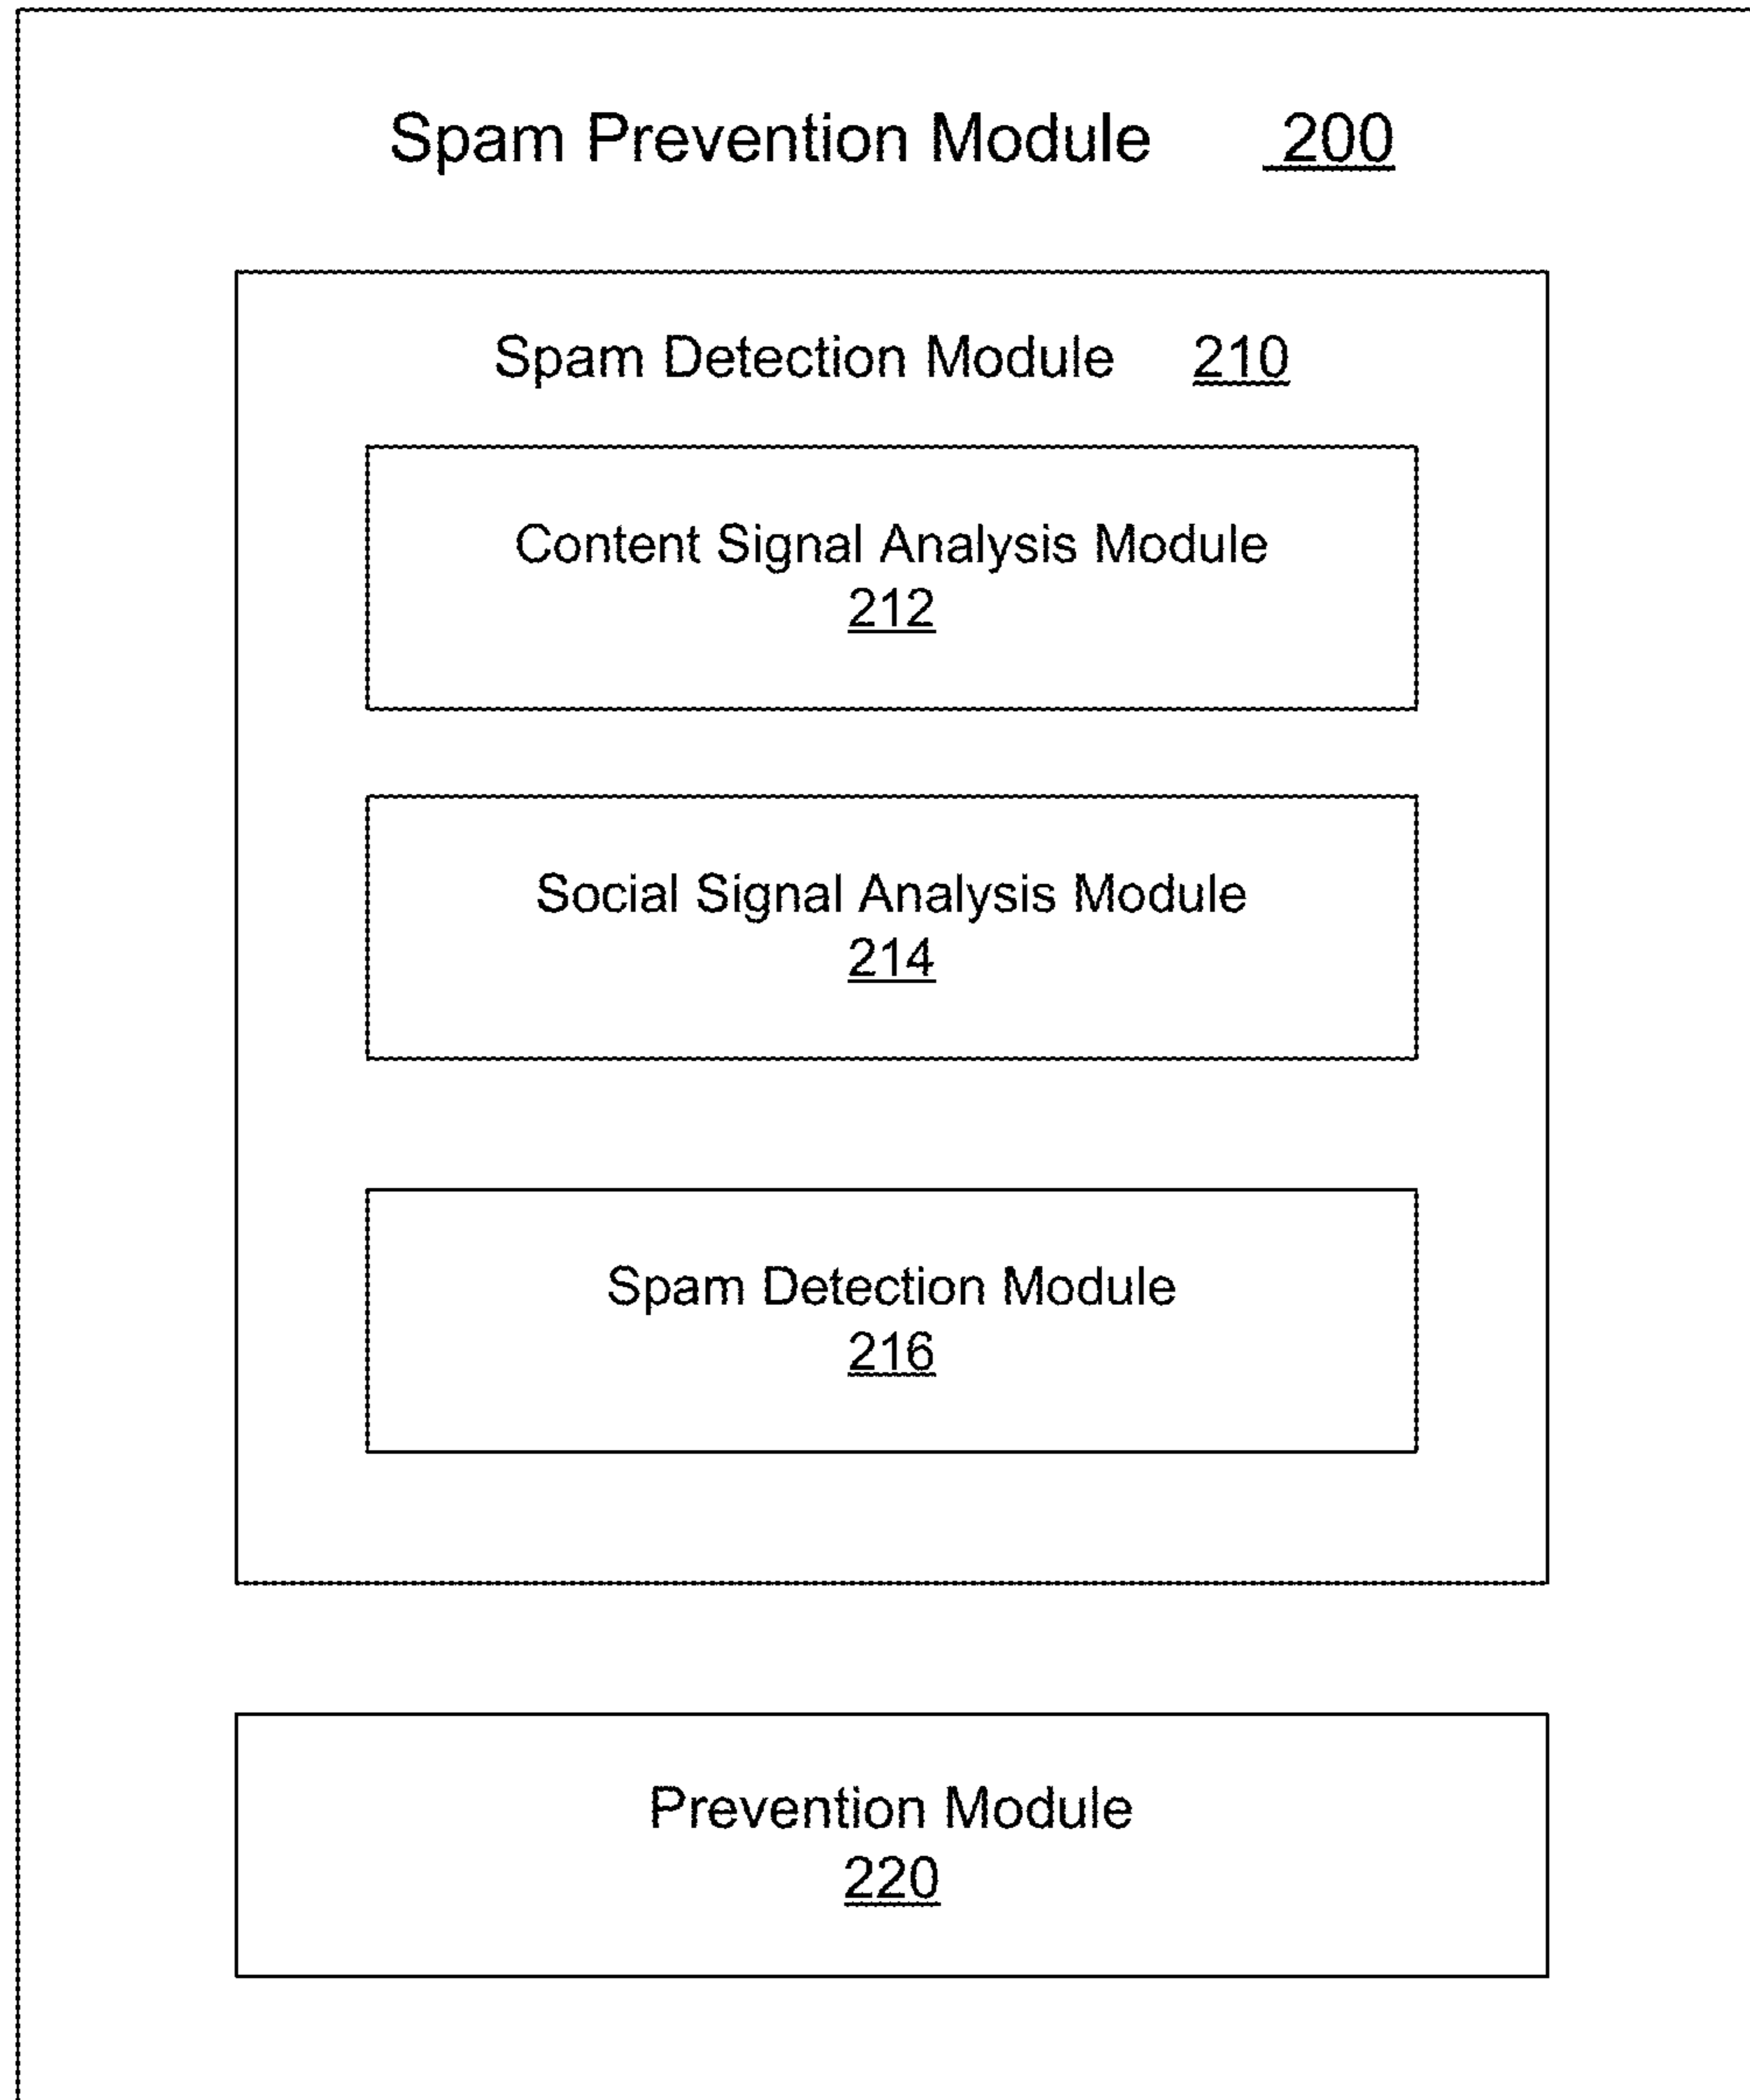 Spam Prevention Module 200
Spam Detection Module 210
Content Signal Analysis Module
212
Social Signal Analysis Module
214
Spam Detection Module
216
Prevention Module
220